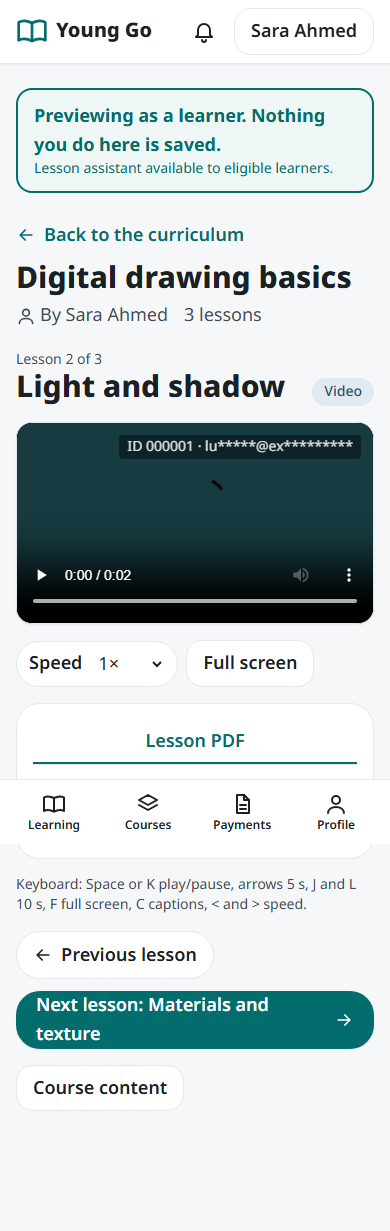 Young Go
Sara Ahmed
Previewing as a learner. Nothing
you do here is saved.
Lesson assistant available to eligible learners.
← Back to the curriculum
Digital drawing basics
By Sara Ahmed 3 lessons
Lesson 2 of 3
Light and shadow
Video
ID 000001 · lu*****@ex*********
0:00 / 0:02
Speed 1×
Full screen
Lesson PDF
Learning
Courses
Payments
Profile
Keyboard: Space or K play/pause, arrows 5 s, J and L
10 s, F full screen, C captions, < and > speed.
← Previous lesson
Next lesson: Materials and
texture →
Course content